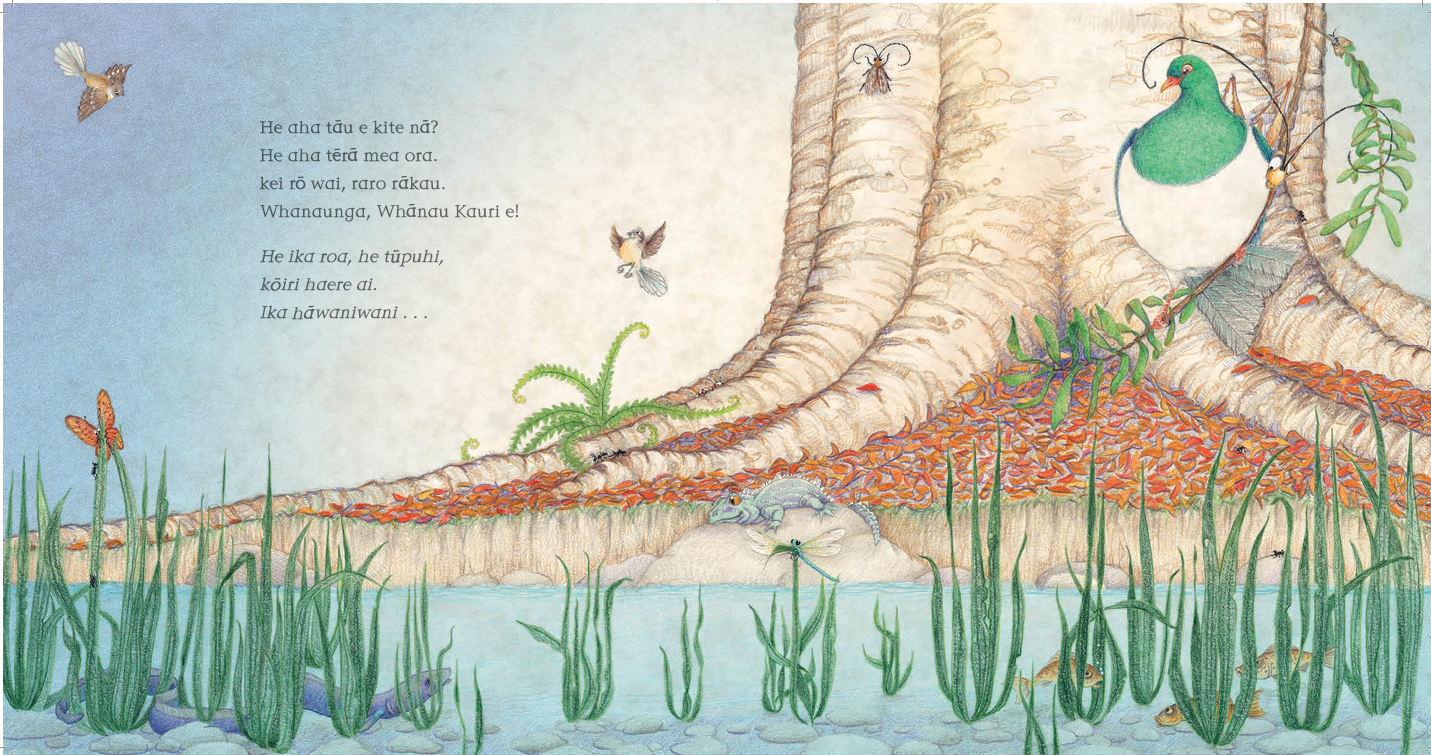 He aha tāu e kite nā?
He aha tērā mea ora.
kei rō wai, raro rākau.
Whanaunga, Whānau Kauri e!
He ika roa, he tūpuhi,
kōiri haere ai.
Ika hāwaniwani . . .